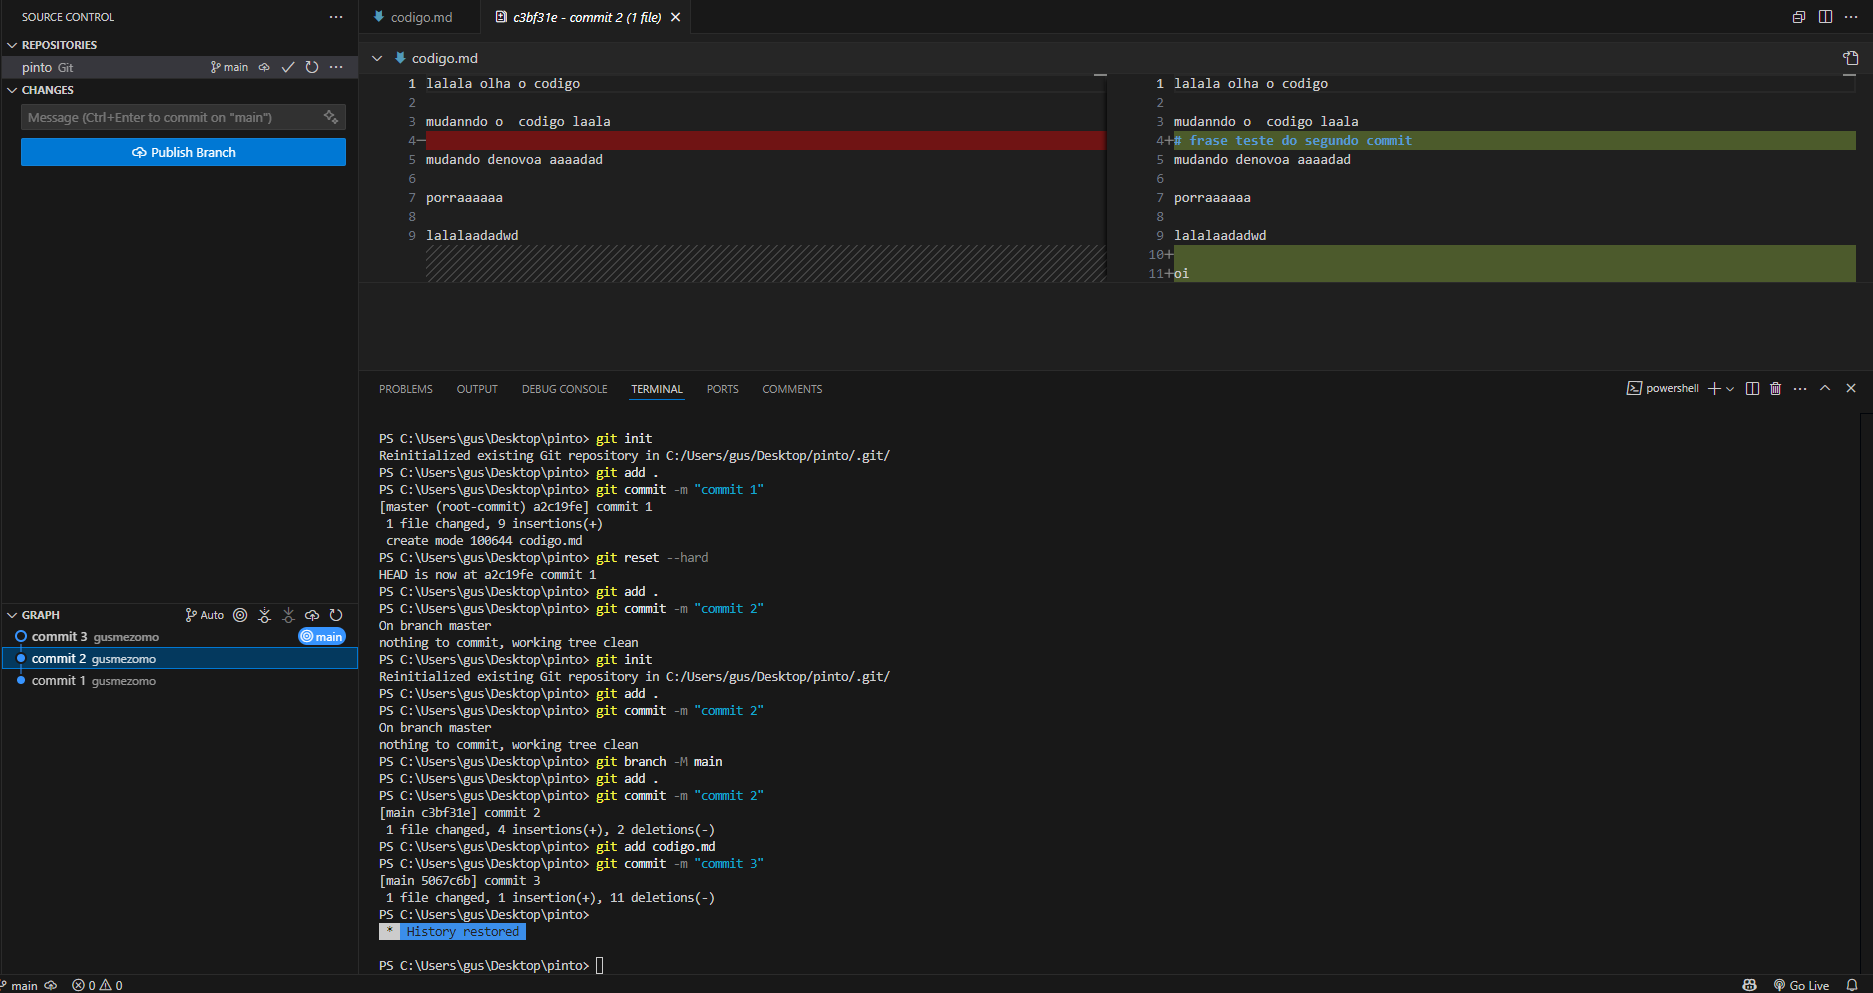 SOURCE CONTROL
REPOSITORIES
pinto Git main
CHANGES
Message (Ctrl+Enter to commit on "main")
Publish Branch
GRAPH Auto
commit 3 gusmezomo main
commit 2 gusmezomo
commit 1 gusmezomo
codigo.md
c3bf31e - commit 2 (1 file)
codigo.md
1 lalala olha o codigo
2
3 mudanndo o  codigo laala
4-
5 mudando denovoa aaaadad
6
7 porraaaaaa
8
9 lalalaadadwd
1 lalala olha o codigo
2
3 mudanndo o  codigo laala
4+# frase teste do segundo commit
5 mudando denovoa aaaadad
6
7 porraaaaaa
8
9 lalalaadadwd
10+
11+oi
PROBLEMS OUTPUT DEBUG CONSOLE TERMINAL PORTS COMMENTS
powershell
PS C:\Users\gus\Desktop\pinto> git init
Reinitialized existing Git repository in C:/Users/gus/Desktop/pinto/.git/
PS C:\Users\gus\Desktop\pinto> git add .
PS C:\Users\gus\Desktop\pinto> git commit -m "commit 1"
[master (root-commit) a2c19fe] commit 1
 1 file changed, 9 insertions(+)
 create mode 100644 codigo.md
PS C:\Users\gus\Desktop\pinto> git reset --hard
HEAD is now at a2c19fe commit 1
PS C:\Users\gus\Desktop\pinto> git add .
PS C:\Users\gus\Desktop\pinto> git commit -m "commit 2"
On branch master
nothing to commit, working tree clean
PS C:\Users\gus\Desktop\pinto> git init
Reinitialized existing Git repository in C:/Users/gus/Desktop/pinto/.git/
PS C:\Users\gus\Desktop\pinto> git add .
PS C:\Users\gus\Desktop\pinto> git commit -m "commit 2"
On branch master
nothing to commit, working tree clean
PS C:\Users\gus\Desktop\pinto> git branch -M main
PS C:\Users\gus\Desktop\pinto> git add .
PS C:\Users\gus\Desktop\pinto> git commit -m "commit 2"
[main c3bf31e] commit 2
 1 file changed, 4 insertions(+), 2 deletions(-)
PS C:\Users\gus\Desktop\pinto> git add codigo.md
PS C:\Users\gus\Desktop\pinto> git commit -m "commit 3"
[main 5067c6b] commit 3
 1 file changed, 1 insertion(+), 11 deletions(-)
PS C:\Users\gus\Desktop\pinto>
 * History restored
PS C:\Users\gus\Desktop\pinto>
main 0 0
Go Live